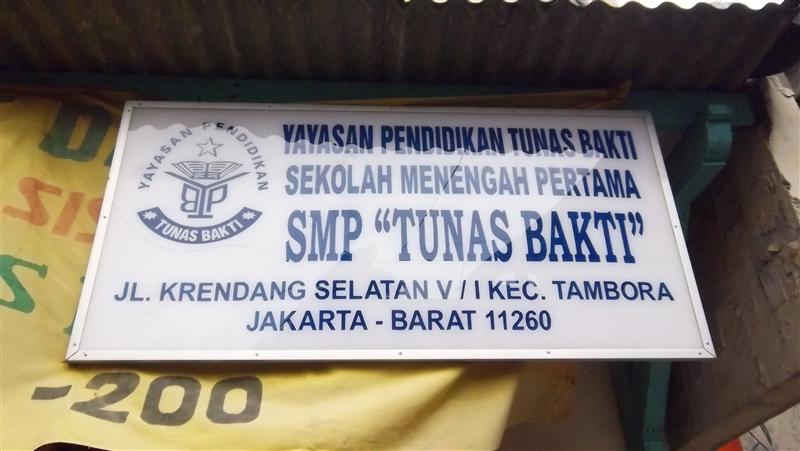 YAYASAN PENDIDIKAN
BTP
TUNAS BAKTI
YAYASAN PENDIDIKAN TUNAS BAKTI
SEKOLAH MENENGAH PERTAMA
SMP "TUNAS BAKTI"
JL. KRENDANG SELATAN V / I KEC. TAMBORA
JAKARTA - BARAT 11260
-200